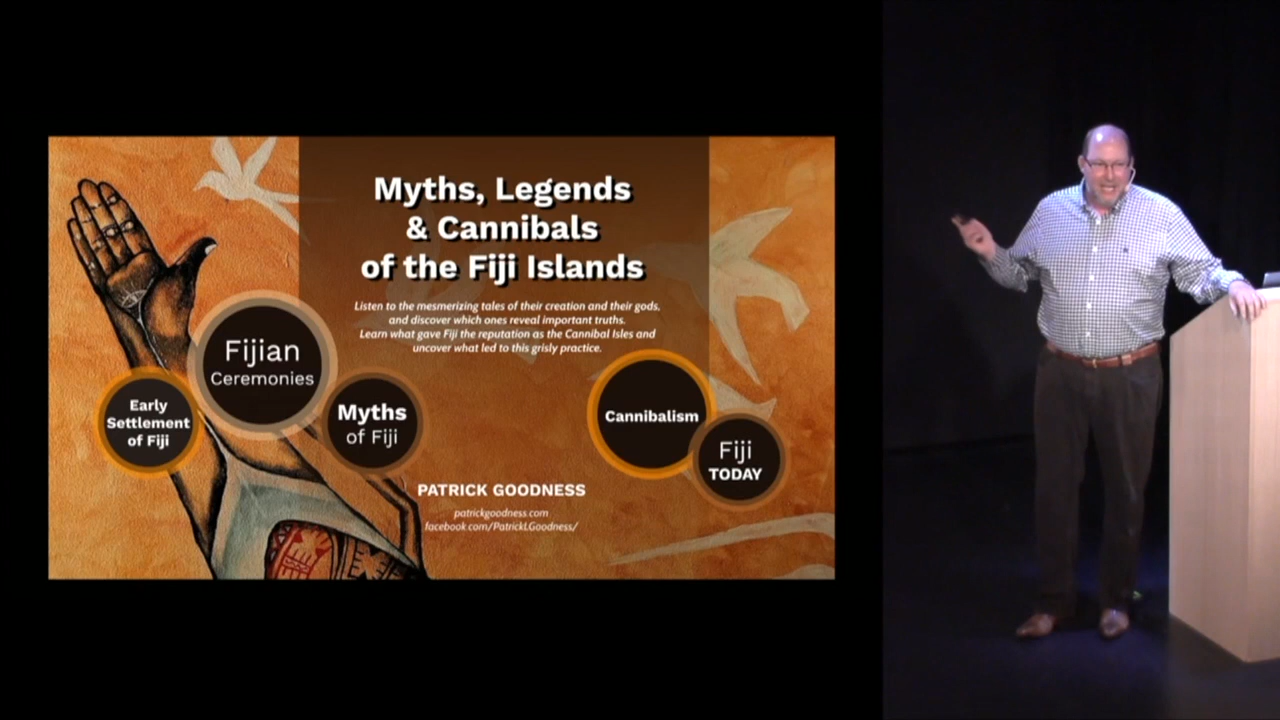 Myths, Legends
& Cannibals
of the Fiji Islands
Listen to the mesmerizing tales of their creation and their gods,
and discover which ones reveal important truths.
Learn what gave Fiji the reputation as the Cannibal Isles and
uncover what led to this grisly practice.
Early
Settlement
of Fiji
Fijian
Ceremonies
Myths
of Fiji
Cannibalism
Fiji
TODAY
PATRICK GOODNESS
patrickgoodness.com
facebook.com/PatrickLGoodness/